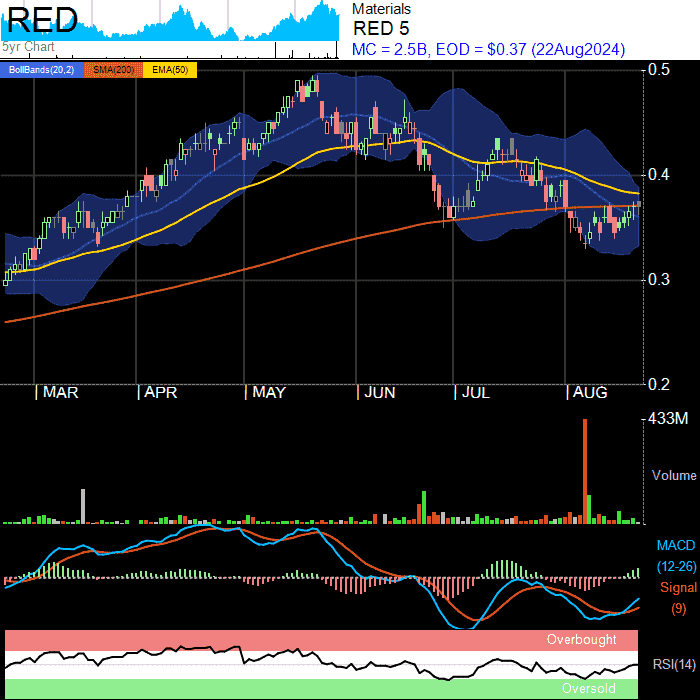 RED
5yr Chart
Materials
RED 5
MC = 2.5B, EOD = $0.37 (22Aug2024)
BollBands(20,2) SMA(200) EMA(50)
0.5
0.4
0.3
0.2
| MAR | APR | MAY | JUN | JUL | AUG
433M
Volume
MACD
(12-26)
Signal
(9)
Overbought
RSI(14)
Oversold